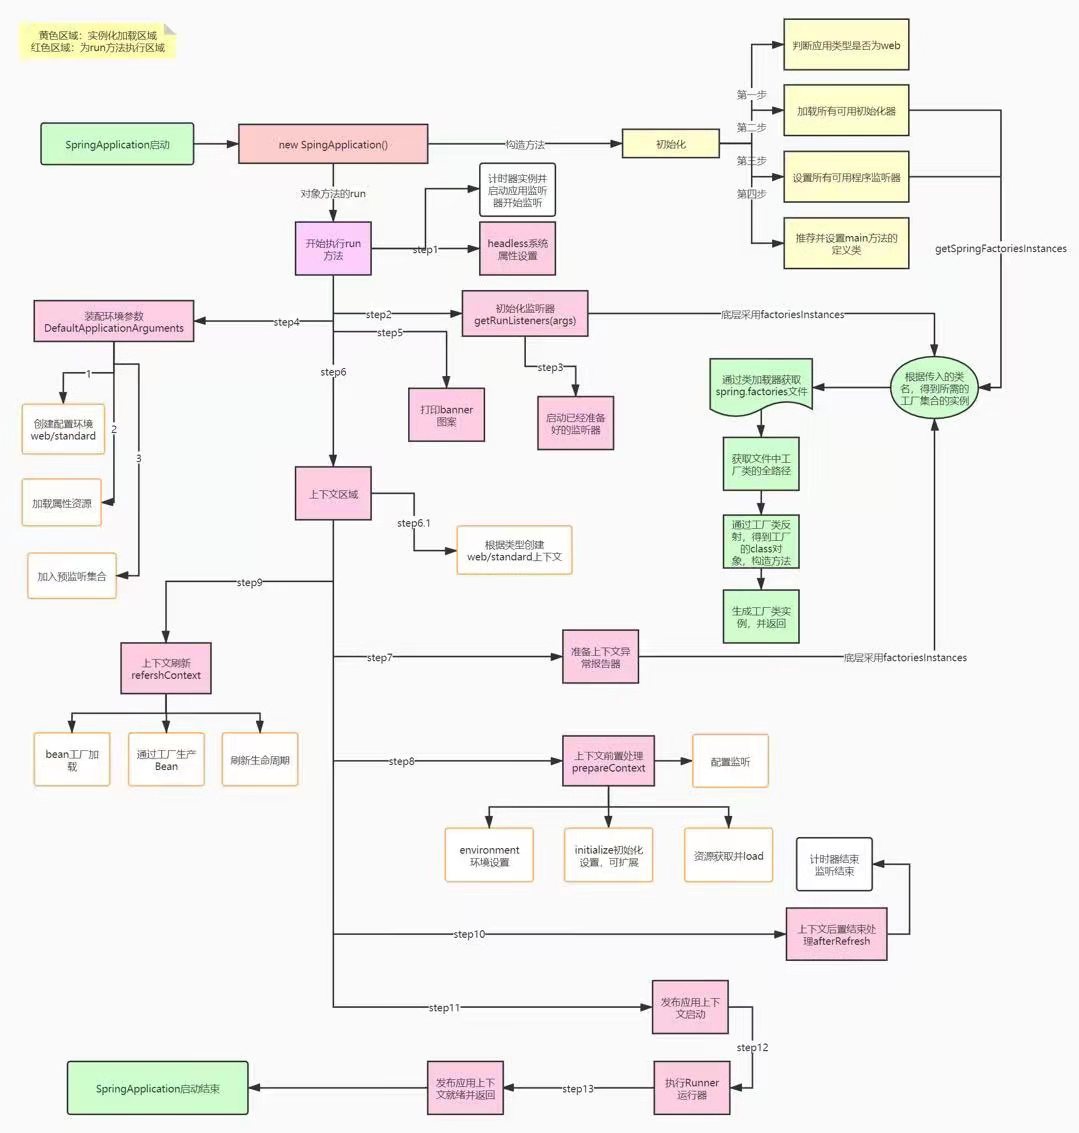 黄色区域：实例化加载区域
红色区域：为run方法执行区域
SpringApplication启动
new SpingApplication()
构造方法
初始化
第一步
第二步
第三步
第四步
判断应用类型是否为web
加载所有可用初始化器
设置所有可用程序监听器
推荐并设置main方法的
定义类
getSpringFactoriesInstances
对象方法的run
开始执行run
方法
计时器实例并
启动应用监听
器开始监听
step1
headless系统
属性设置
step2
初始化监听器
getRunListeners(args)
底层采用factoriesInstances
step3
启动已经准备
好的监听器
step4
装配环境参数
DefaultApplicationArguments
1
创建配置环境
web/standard
2
加载属性资源
3
加入预监听集合
step5
打印banner
图案
step6
上下文区域
step6.1
根据类型创建
web/standard上下文
根据传入的类
名，得到所需的
工厂集合的实例
通过类加载器获取
spring.factories文件
获取文件中工
厂类的全路径
通过工厂类反
射，得到工厂
的class对
象，构造方法
生成工厂类实
例，并返回
step7
准备上下文异
常报告器
底层采用factoriesInstances
step8
上下文前置处理
prepareContext
配置监听
environment
环境设置
initialize初始化
设置，可扩展
资源获取并load
step9
上下文刷新
refershContext
bean工厂加
载
通过工厂生产
Bean
刷新生命周期
step10
上下文后置结束处
理afterRefresh
计时器结束
监听结束
step11
发布应用上下
文启动
step12
执行Runner
运行器
step13
发布应用上下
文就绪并返回
SpringApplication启动结束